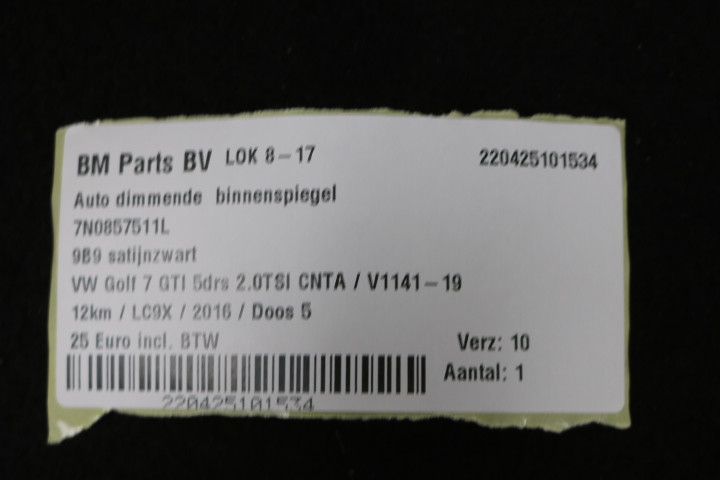 BM Parts BV LOK 8-17 220425101534
Auto dimmende binnenspiegel
7N0857511L
9B9 satijnzwart
VW Golf 7 GTI 5drs 2.0TSI CNTA / V1141-19
12km / LC9X / 2016 / Doos 5
25 Euro incl. BTW Verz: 10
Aantal: 1
220425101534